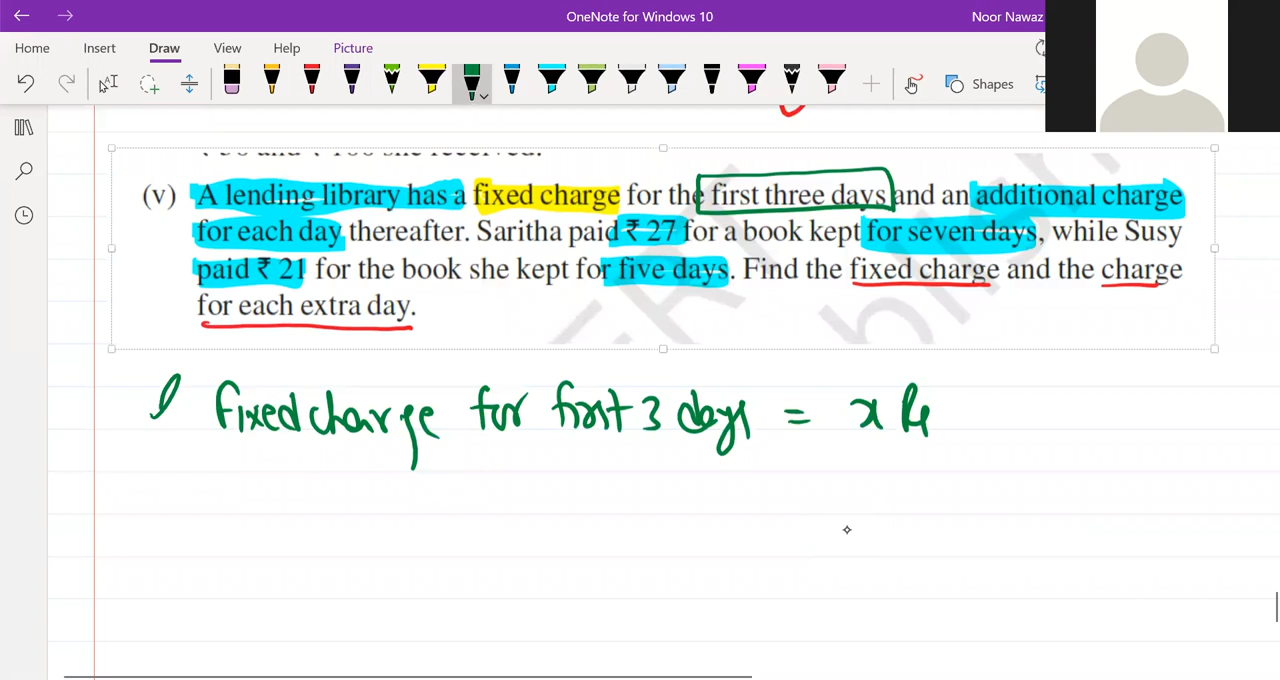 OneNote for Windows 10
Noor Nawaz
Home Insert Draw View Help Picture
Shapes
(v) A lending library has a fixed charge for the first three days and an additional charge
for each day thereafter. Saritha paid ₹ 27 for a book kept for seven days, while Susy
paid ₹ 21 for the book she kept for five days. Find the fixed charge and the charge
for each extra day.
fixed charge for first 3 days = x